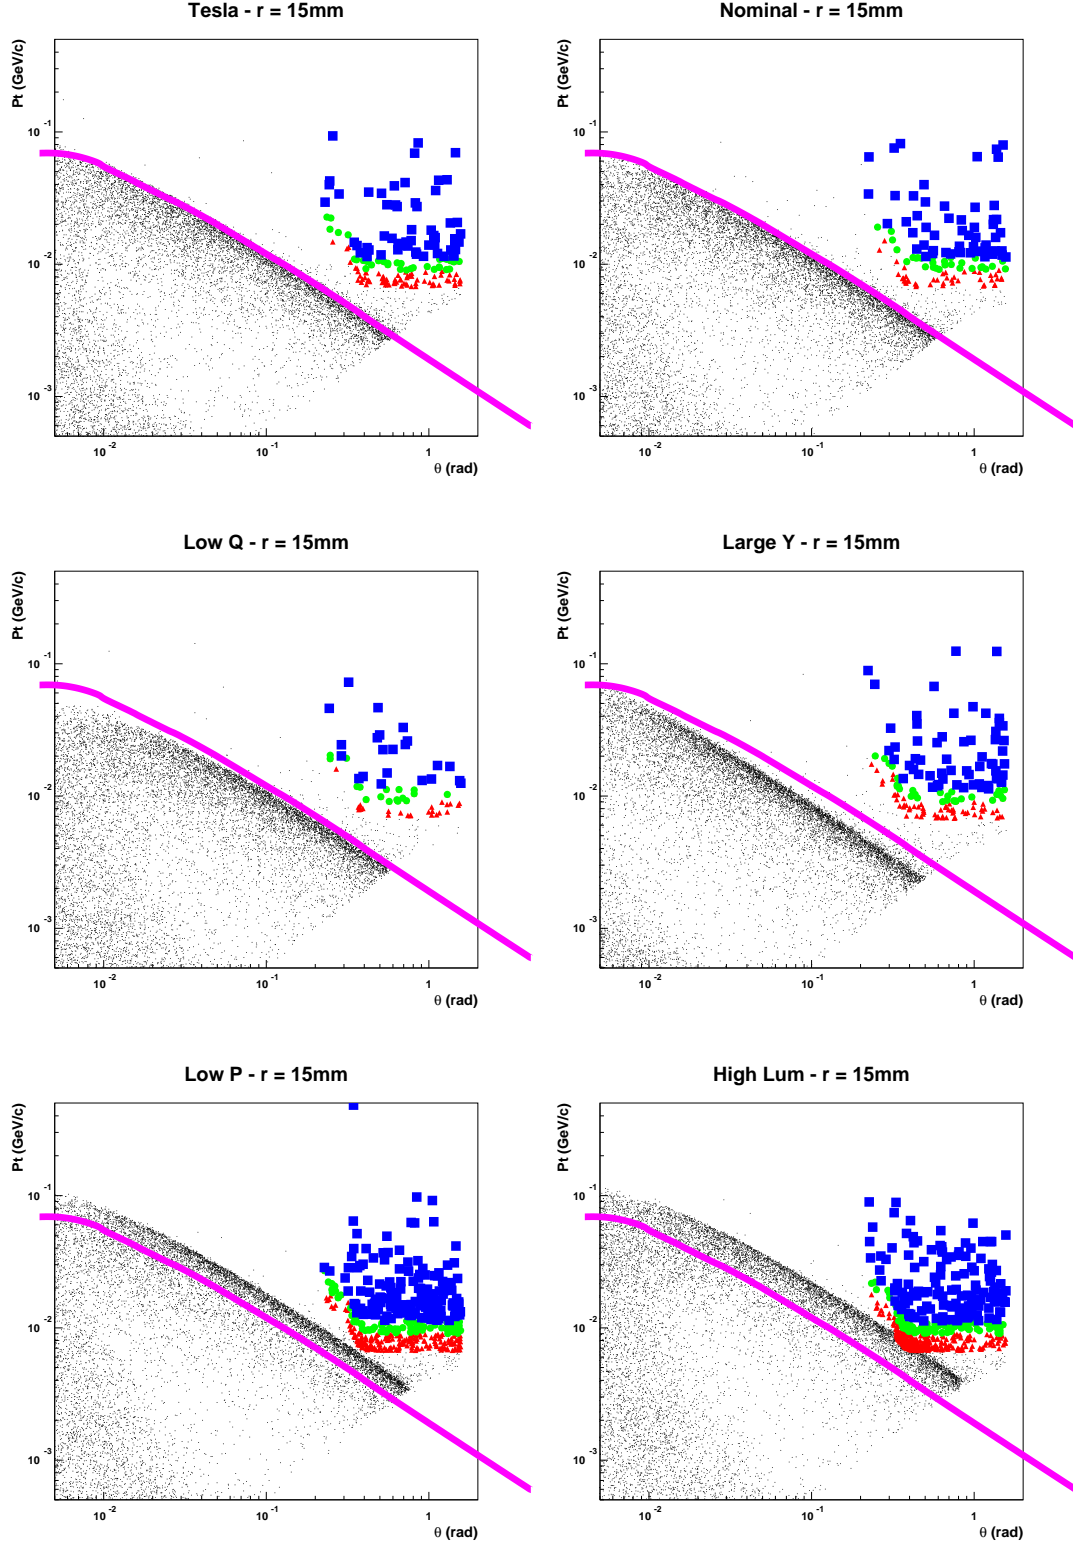 Tesla - r = 15mm
Pt (GeV/c)
10 -1
10 -2
10 -3
10 -2
10 -1
1
θ (rad)
Nominal - r = 15mm
Pt (GeV/c)
10 -1
10 -2
10 -3
10 -2
10 -1
1
θ (rad)
Low Q - r = 15mm
Pt (GeV/c)
10 -1
10 -2
10 -3
10 -2
10 -1
1
θ (rad)
Large Y - r = 15mm
Pt (GeV/c)
10 -1
10 -2
10 -3
10 -2
10 -1
1
θ (rad)
Low P - r = 15mm
Pt (GeV/c)
10 -1
10 -2
10 -3
10 -2
10 -1
1
θ (rad)
High Lum - r = 15mm
Pt (GeV/c)
10 -1
10 -2
10 -3
10 -2
10 -1
1
θ (rad)